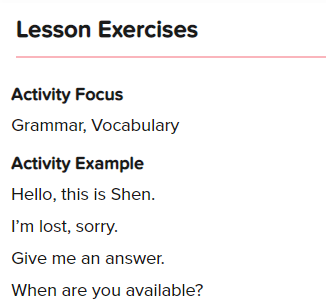 Lesson Exercises
Activity Focus
Grammar, Vocabulary
Activity Example
Hello, this is Shen.
I'm lost, sorry.
Give me an answer.
When are you available?